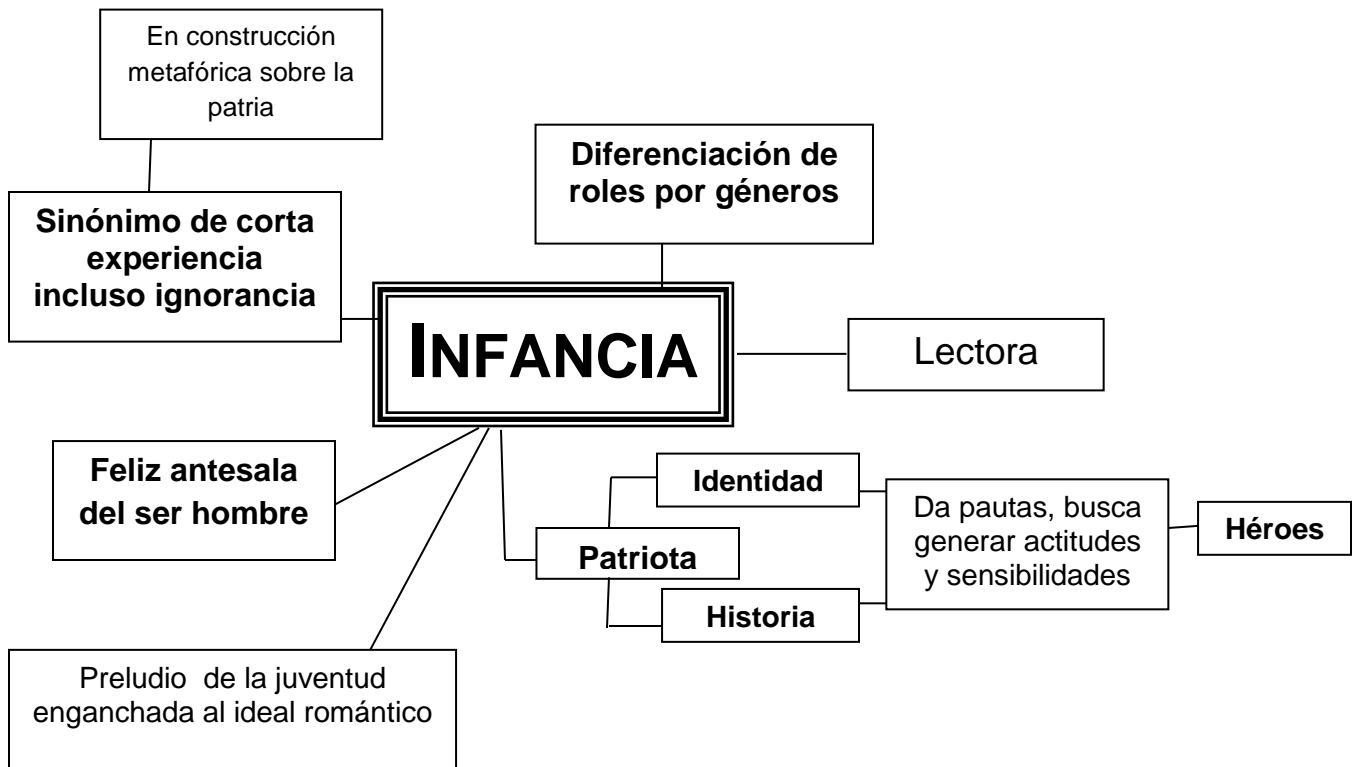 En construcción
metafórica sobre la
patria
Diferenciación de
roles por géneros
Sinónimo de corta
experiencia
incluso ignorancia
INFANCIA
Lectora
Feliz antesala
del ser hombre
Identidad
Patriota
Historia
Da pautas, busca
generar actitudes
y sensibilidades
Héroes
Preludio de la juventud
enganchada al ideal romántico